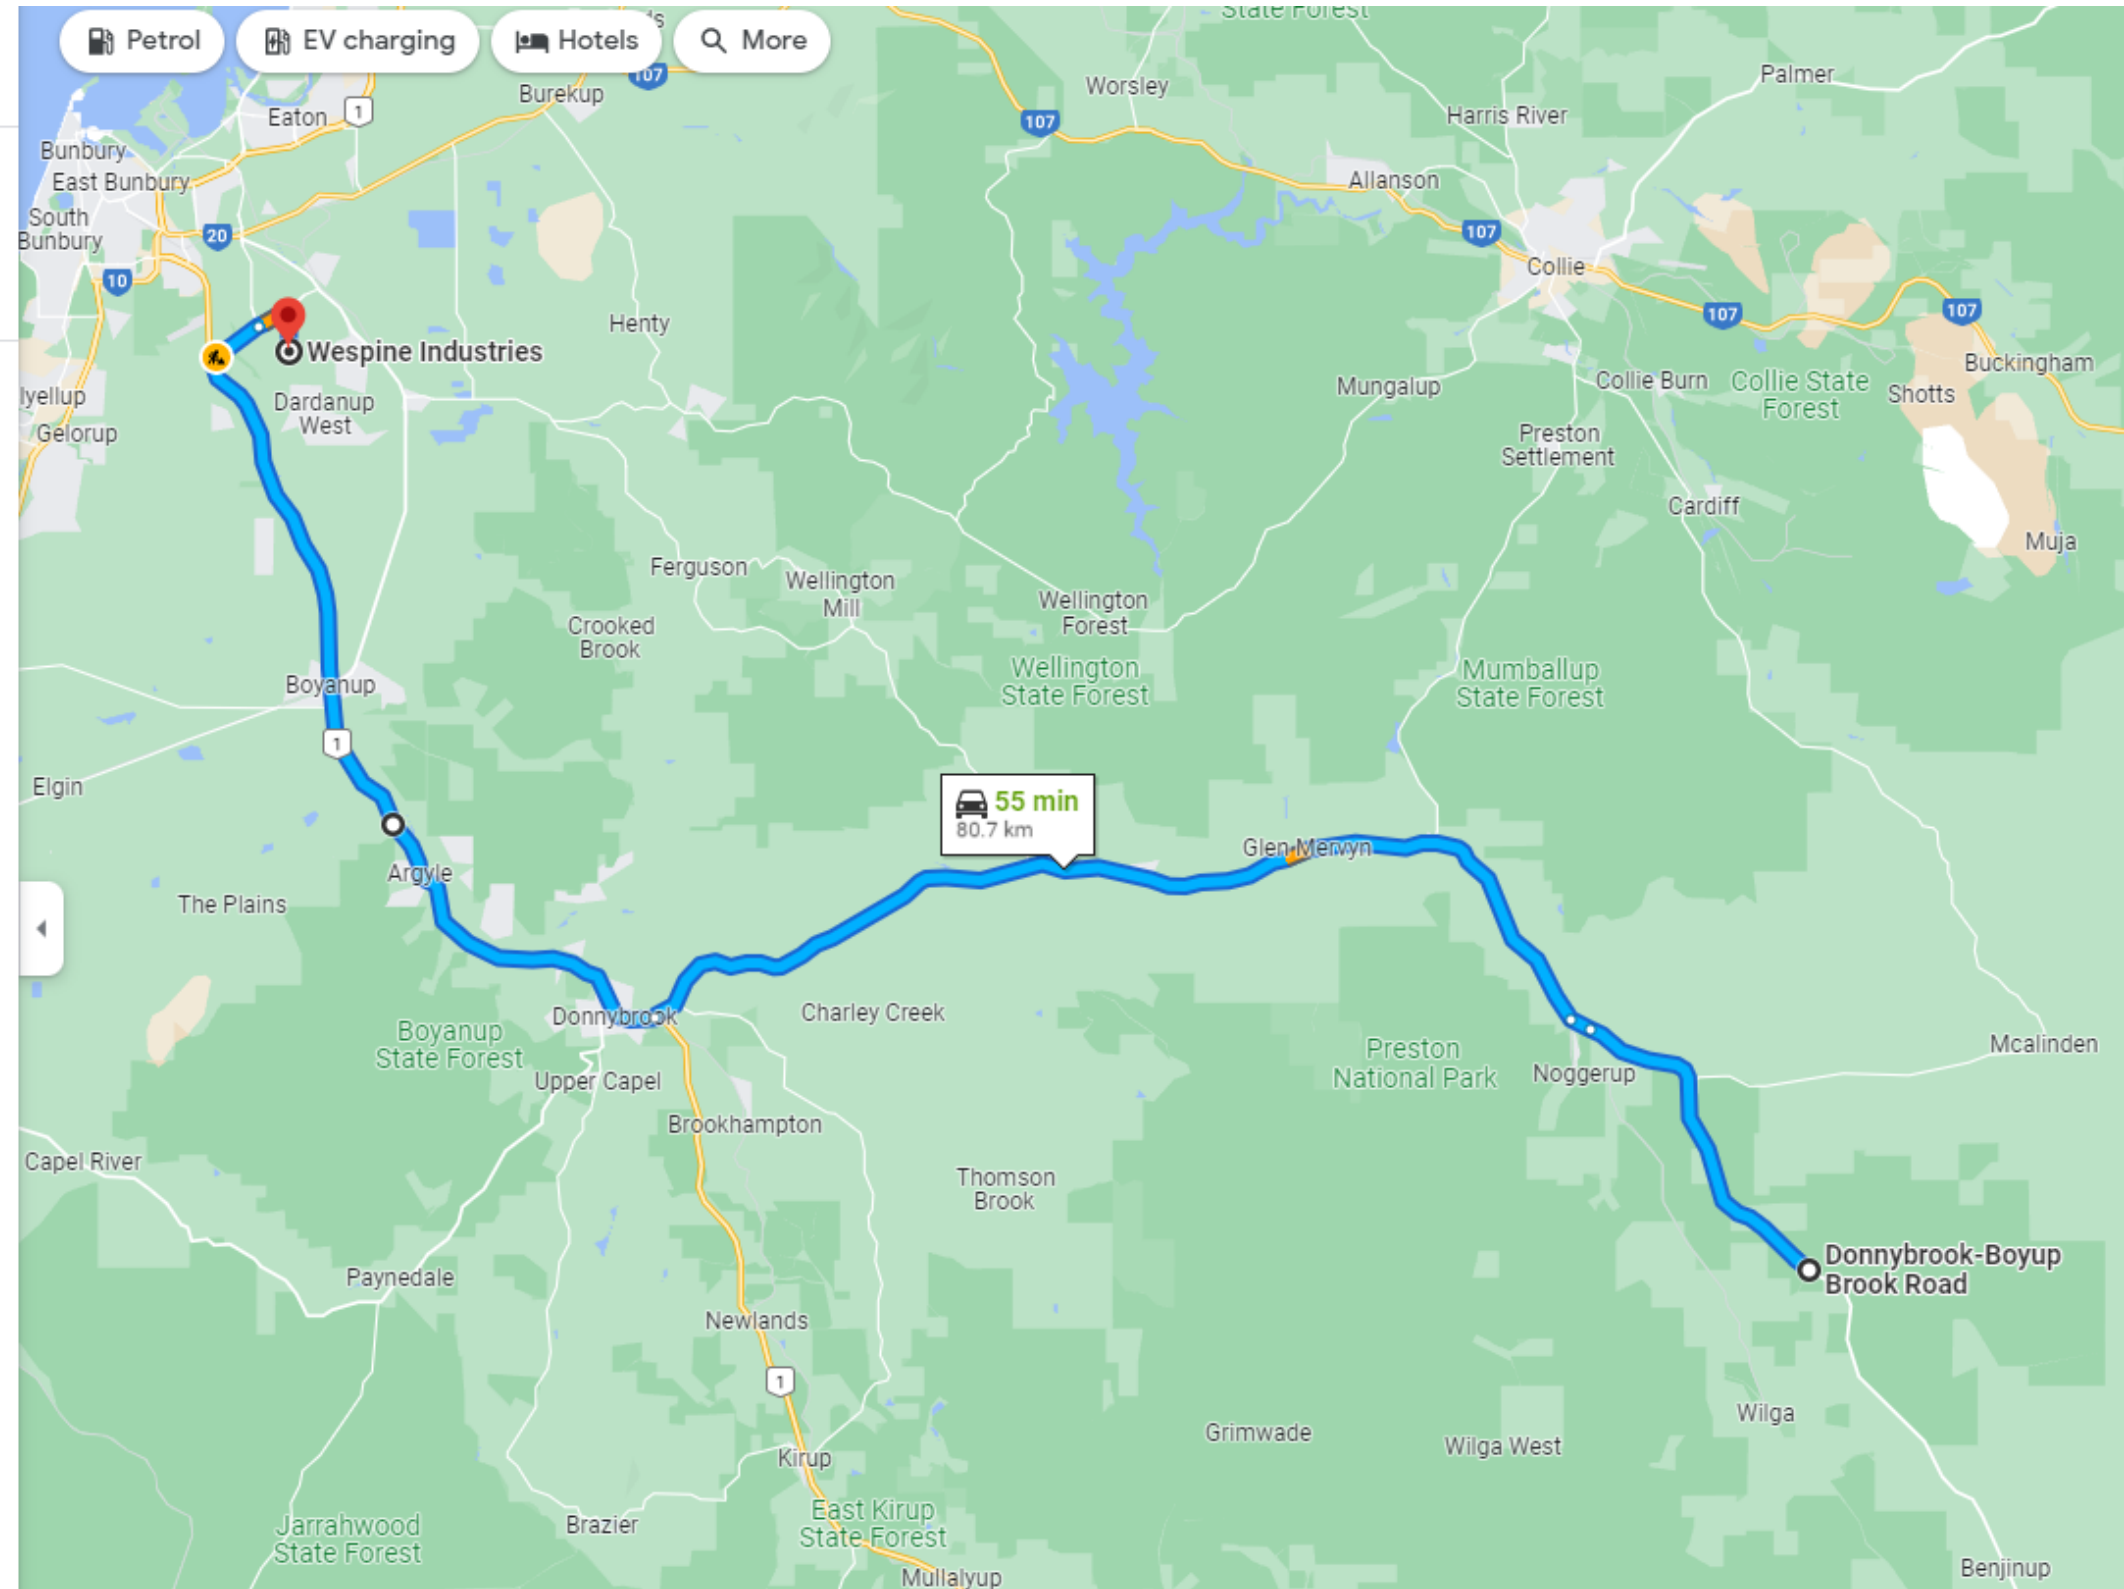 State Forest
Petrol
EV charging
Hotels
More
107
Worsley
Palmer
Burekup
Eaton
1
107
Harris River
Bunbury
East Bunbury
Allanson
South
Bunbury
20
107
Collie
10
107
107
Henty
Wespine Industries
Buckingham
Mungalup
Collie Burn
Collie State
Forest
Shotts
lyellup
Dardanup
West
Gelorup
Preston
Settlement
Cardiff
Muja
Ferguson
Wellington
Mill
Wellington
Forest
Crooked
Brook
Wellington
State Forest
Mumballup
State Forest
Boyanup
1
Elgin
55 min
80.7 km
Glen Mervyn
Argyle
The Plains
Donnybrook
Charley Creek
Boyanup
State Forest
Preston
National Park
Mcalinden
Noggerup
Upper Capel
Brookhampton
Capel River
Thomson
Brook
Donnybrook-Boyup
Brook Road
Paynedale
Newlands
1
Wilga
Grimwade
Wilga West
Kirup
East Kirup
State Forest
Brazier
Jarrahwood
State Forest
Benjinup
Mullalyup